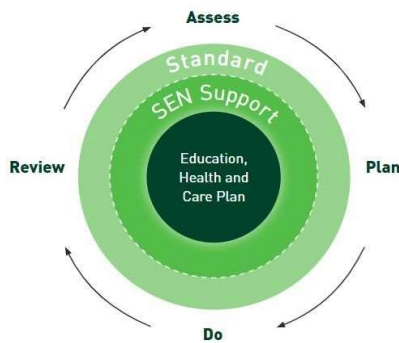 Assess
Standard
SEN Support
Education,
Health and
Care Plan
Review
Plan
Do